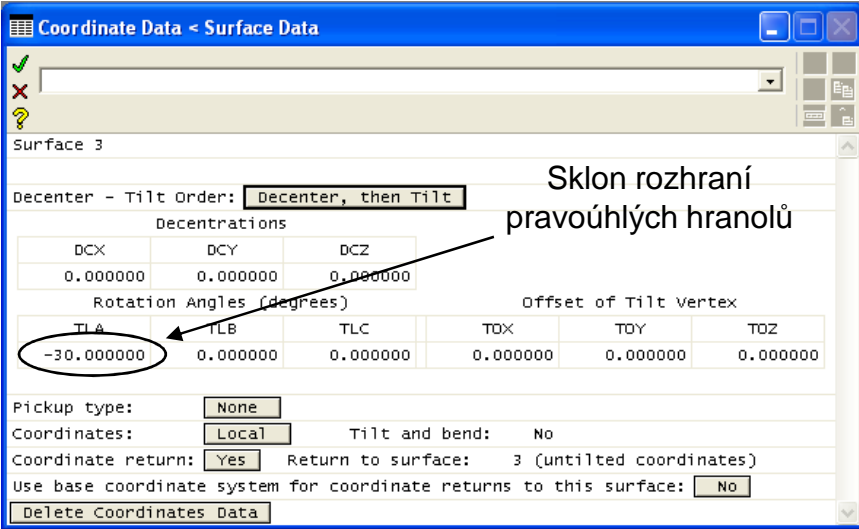 Coordinate Data < Surface Data
Surface 3
Sklon rozhraní
pravoúhlých hranolů
Decenter - Tilt Order: Decenter, then Tilt
Decentrations
DCX DCY DCZ
0.000000 0.000000 0.000000
Rotation Angles (degrees) Offset of Tilt Vertex
TLA TLB TLC TOX TOY TOZ
-30.000000 0.000000 0.000000 0.000000 0.000000 0.000000
Pickup type: None
Coordinates: Local Tilt and bend: No
Coordinate return: Yes Return to surface: 3 (untilted coordinates)
Use base coordinate system for coordinate returns to this surface: No
Delete Coordinates Data